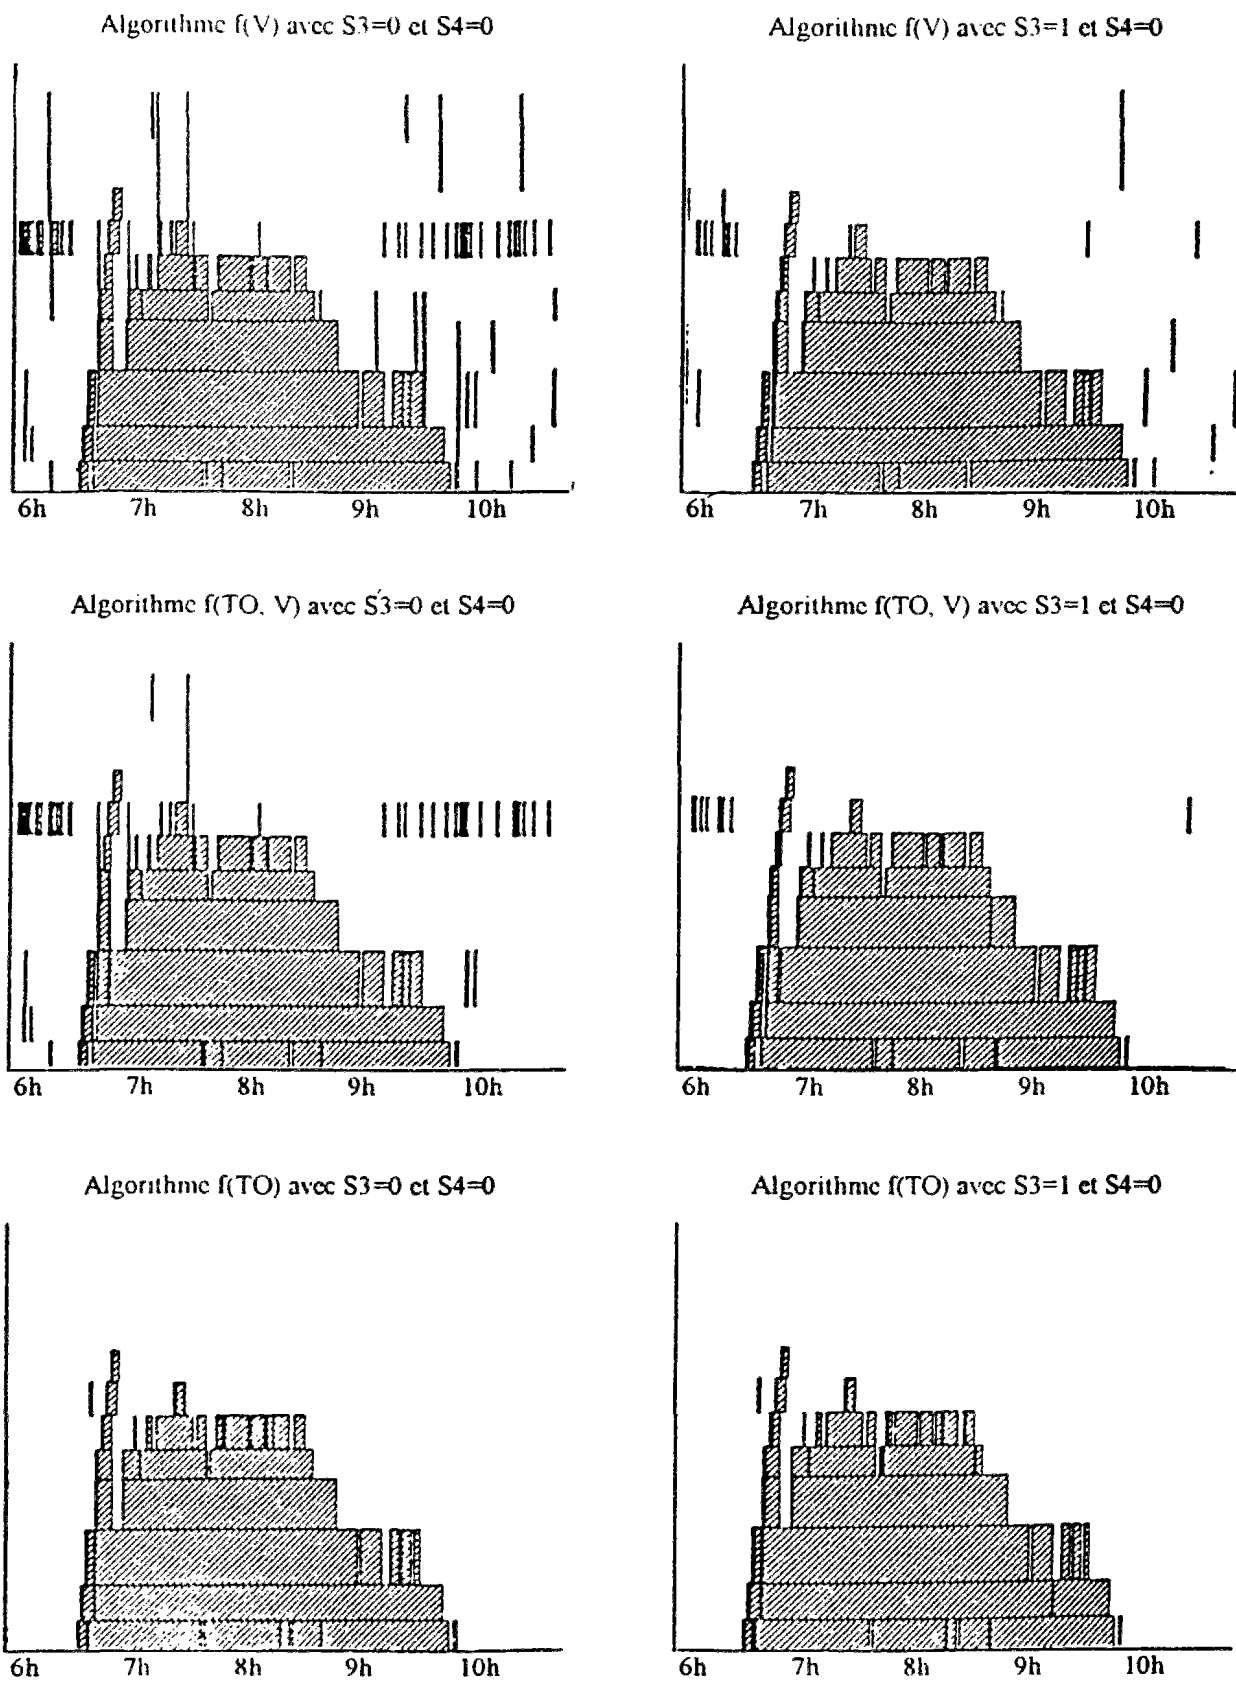 Algorithme f(V) avec S3=0 et S4=0
Algorithme f(V) avec S3=1 et S4=0
6h 7h 8h 9h 10h
6h 7h 8h 9h 10h
Algorithme f(TO, V) avec S3=0 et S4=0
Algorithme f(TO, V) avec S3=1 et S4=0
6h 7h 8h 9h 10h
6h 7h 8h 9h 10h
Algorithme f(TO) avec S3=0 et S4=0
Algorithme f(TO) avec S3=1 et S4=0
6h 7h 8h 9h 10h
6h 7h 8h 9h 10h